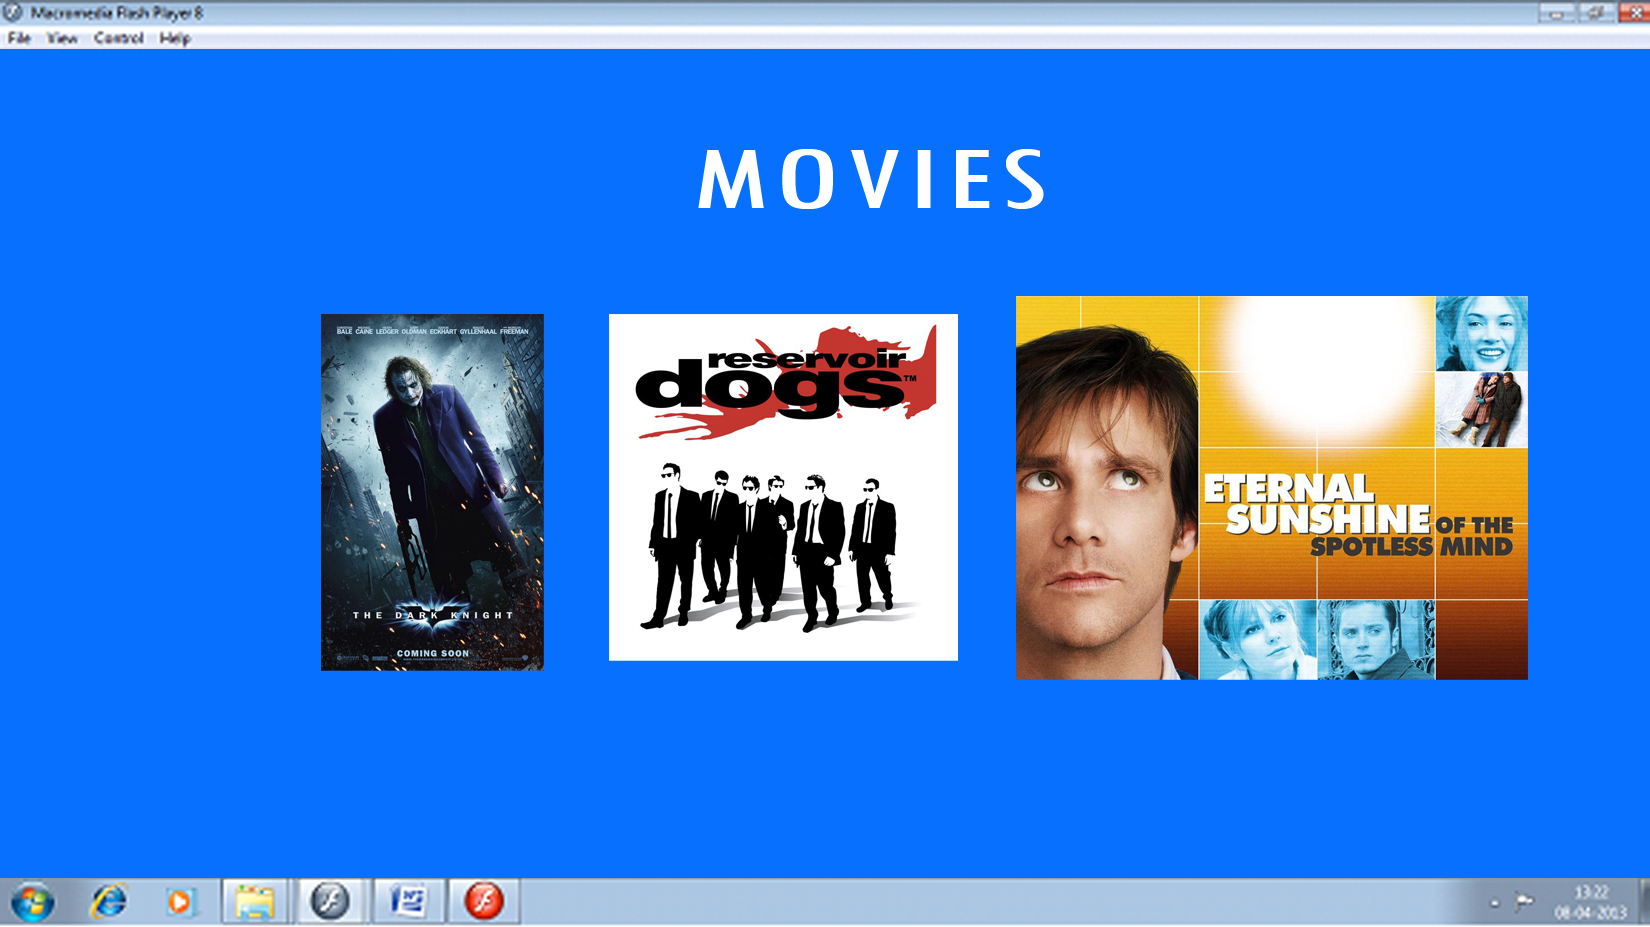 Macromedia Flash Player 8
File View Control Help
MOVIES
BALE CAINE LEDGER OLDMAN ECKHART GYLLENHAAL FREEMAN
THE DARK KNIGHT
COMING SOON
reservoir
dogs™
ETERNAL
SUNSHINE OF THE
SPOTLESS MIND
13:22
08-04-2013